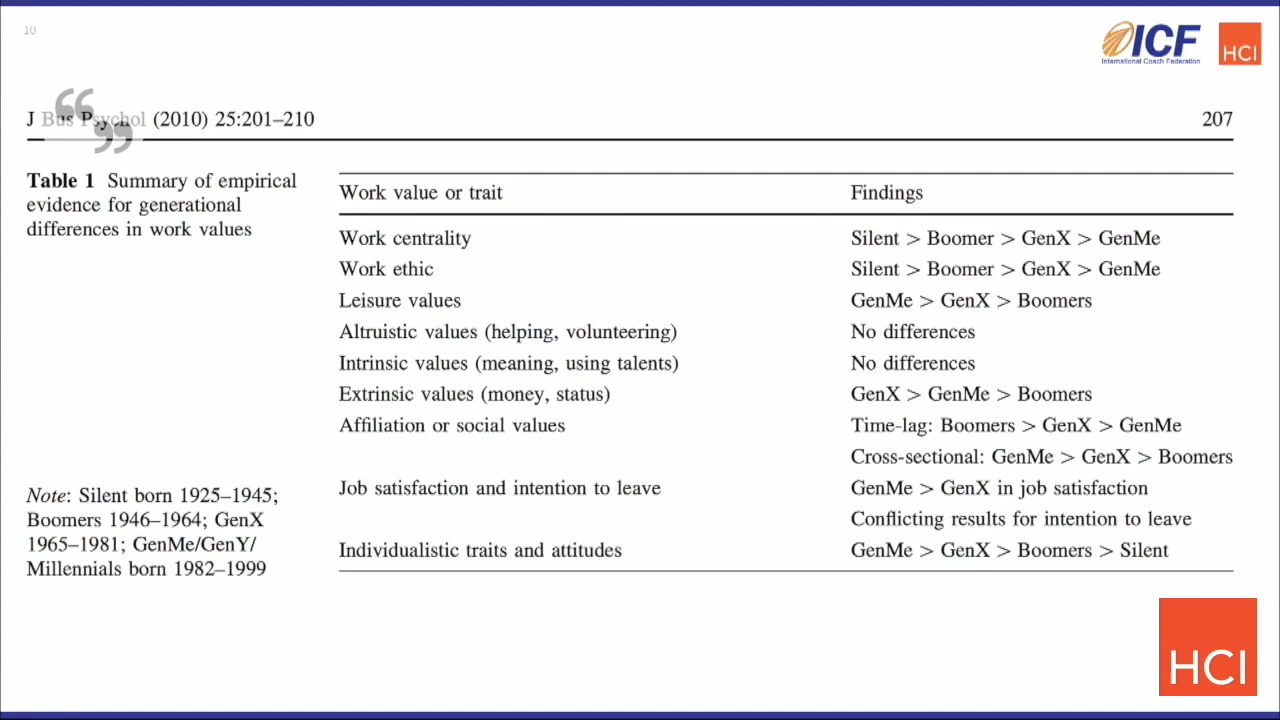 10
ICF
International Coach Federation
HCI
J Bus Psychol (2010) 25:201–210 207
Table 1 Summary of empirical
evidence for generational
differences in work values
Work value or trait Findings
Work centrality Silent > Boomer > GenX > GenMe
Work ethic Silent > Boomer > GenX > GenMe
Leisure values GenMe > GenX > Boomers
Altruistic values (helping, volunteering) No differences
Intrinsic values (meaning, using talents) No differences
Extrinsic values (money, status) GenX > GenMe > Boomers
Affiliation or social values Time-lag: Boomers > GenX > GenMe
Cross-sectional: GenMe > GenX > Boomers
Job satisfaction and intention to leave GenMe > GenX in job satisfaction
Conflicting results for intention to leave
Individualistic traits and attitudes GenMe > GenX > Boomers > Silent
Note: Silent born 1925–1945;
Boomers 1946–1964; GenX
1965–1981; GenMe/GenY/
Millennials born 1982–1999
HCI